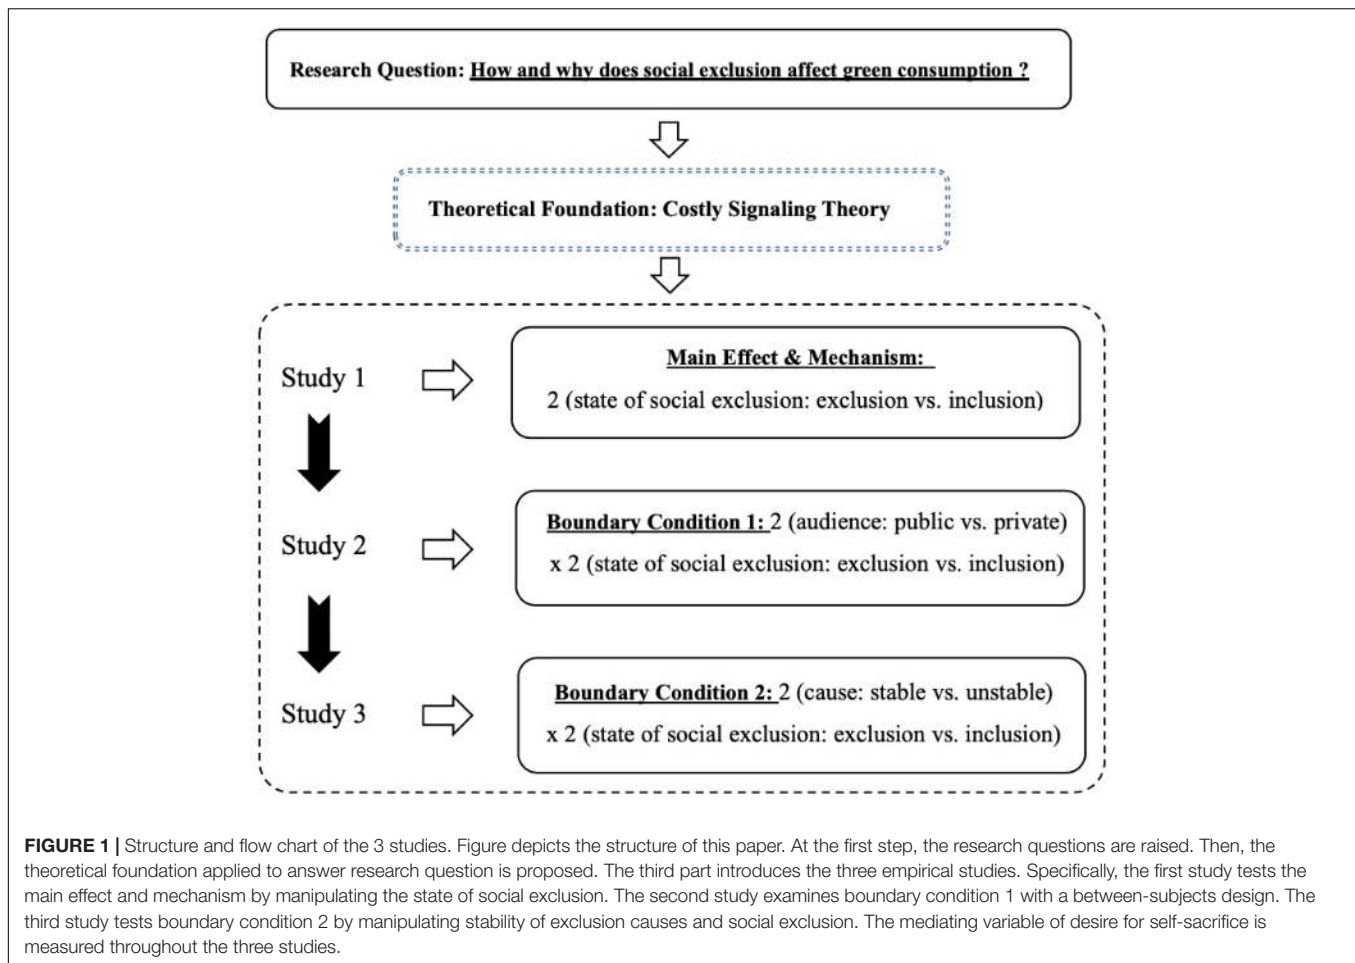 Research Question: How and why does social exclusion affect green consumption ?
Theoretical Foundation: Costly Signaling Theory
Study 1
Main Effect & Mechanism:
2 (state of social exclusion: exclusion vs. inclusion)
Study 2
Boundary Condition 1: 2 (audience: public vs. private)
x 2 (state of social exclusion: exclusion vs. inclusion)
Study 3
Boundary Condition 2: 2 (cause: stable vs. unstable)
x 2 (state of social exclusion: exclusion vs. inclusion)
FIGURE 1 | Structure and flow chart of the 3 studies. Figure depicts the structure of this paper. At the first step, the research questions are raised. Then, the
theoretical foundation applied to answer research question is proposed. The third part introduces the three empirical studies. Specifically, the first study tests the
main effect and mechanism by manipulating the state of social exclusion. The second study examines boundary condition 1 with a between-subjects design. The
third study tests boundary condition 2 by manipulating stability of exclusion causes and social exclusion. The mediating variable of desire for self-sacrifice is
measured throughout the three studies.